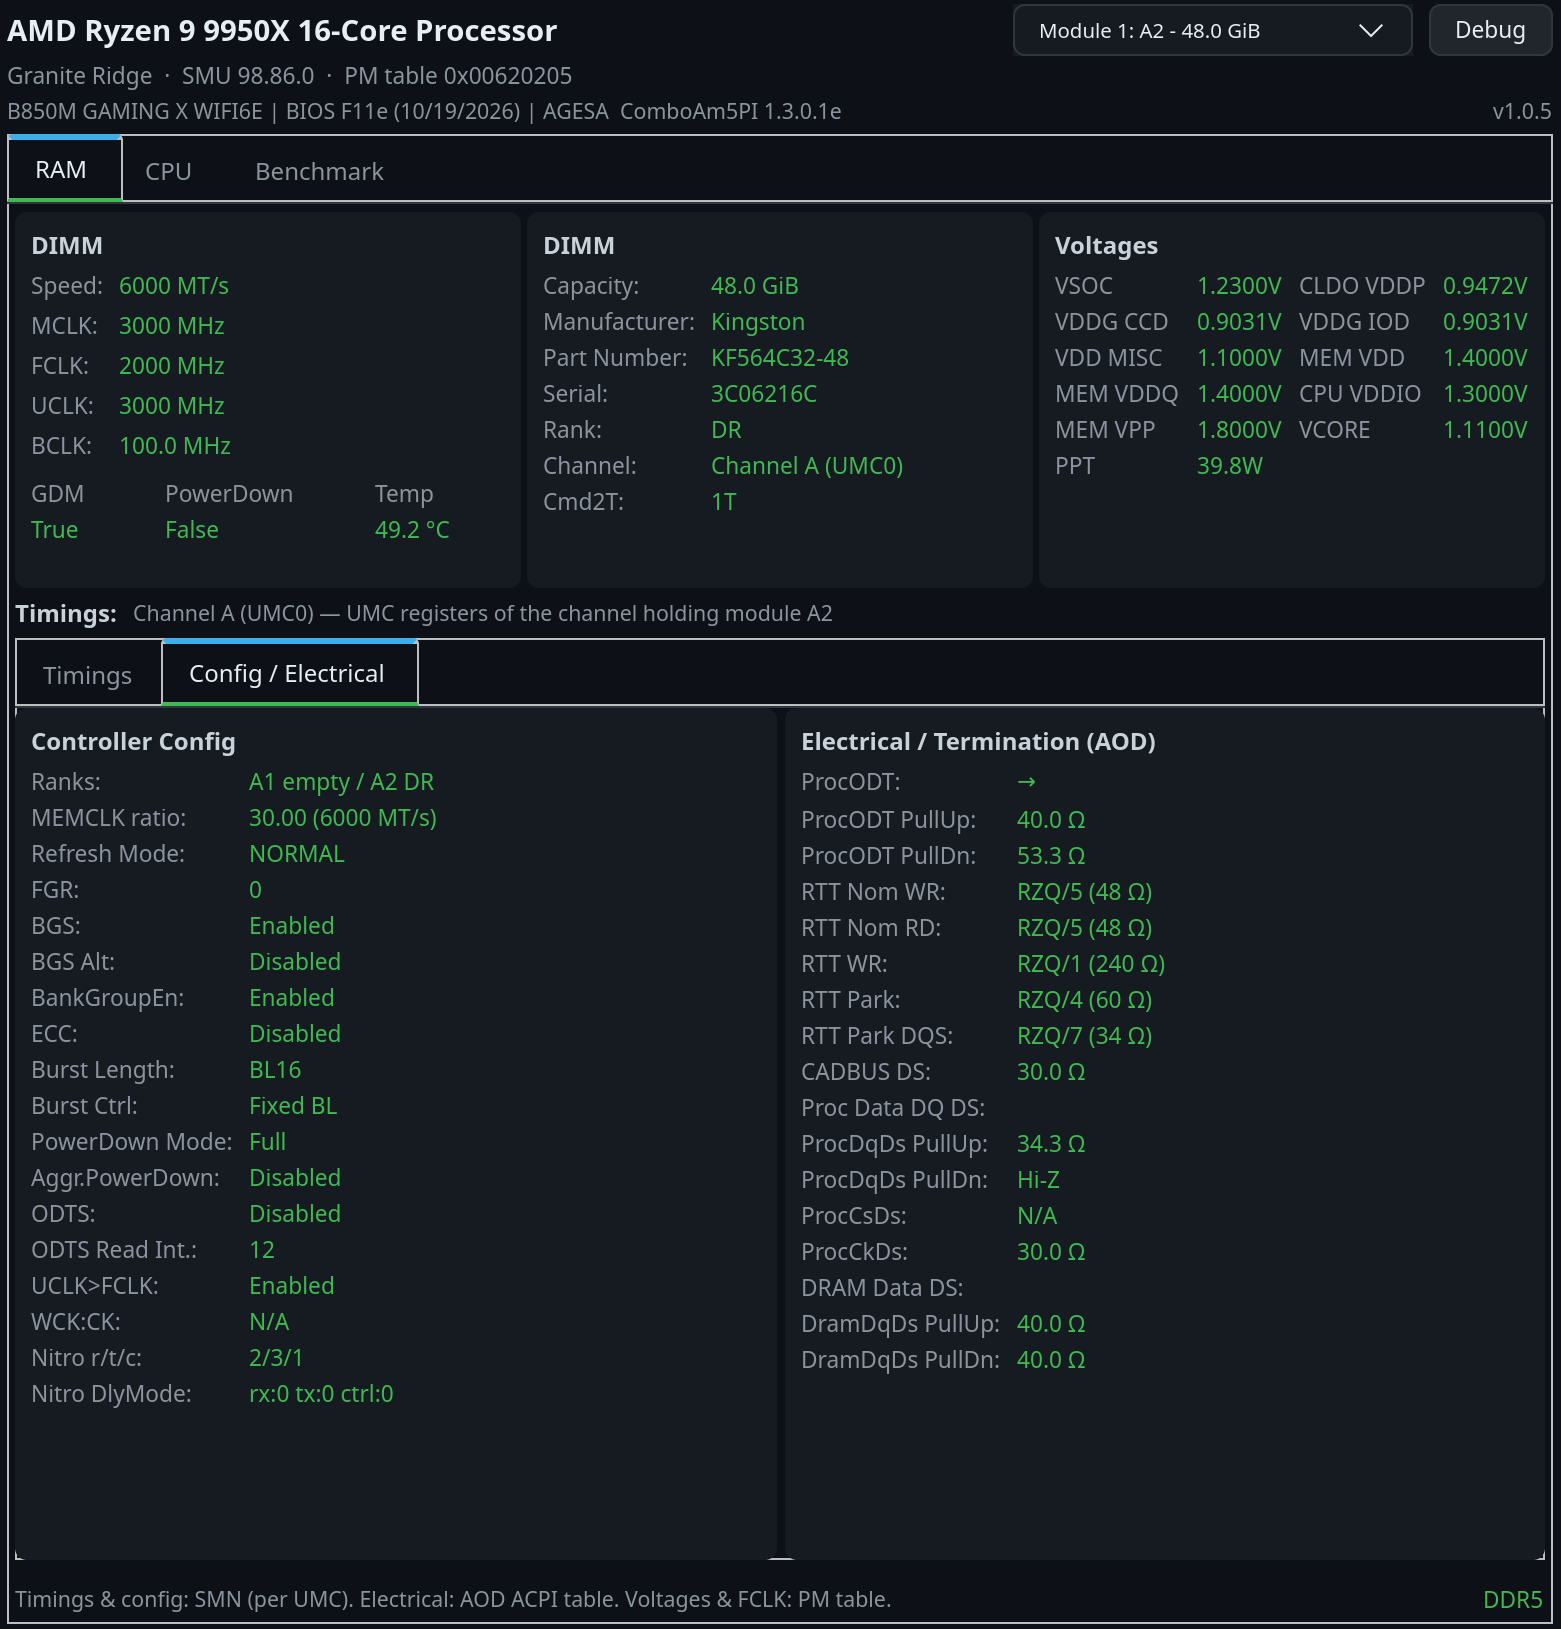 AMD Ryzen 9 9950X 16-Core Processor
Module 1: A2 - 48.0 GiB
Debug
Granite Ridge · SMU 98.86.0 · PM table 0x00620205
B850M GAMING X WIFI6E | BIOS F11e (10/19/2026) | AGESA ComboAm5PI 1.3.0.1e
v1.0.5
RAM CPU Benchmark
DIMM
Speed: 6000 MT/s
MCLK: 3000 MHz
FCLK: 2000 MHz
UCLK: 3000 MHz
BCLK: 100.0 MHz
GDM PowerDown Temp
True False 49.2 °C
DIMM
Capacity: 48.0 GiB
Manufacturer: Kingston
Part Number: KF564C32-48
Serial: 3C06216C
Rank: DR
Channel: Channel A (UMC0)
Cmd2T: 1T
Voltages
VSOC 1.2300V CLDO VDDP 0.9472V
VDDG CCD 0.9031V VDDG IOD 0.9031V
VDD MISC 1.1000V MEM VDD 1.4000V
MEM VDDQ 1.4000V CPU VDDIO 1.3000V
MEM VPP 1.8000V VCORE 1.1100V
PPT 39.8W
Timings: Channel A (UMC0) — UMC registers of the channel holding module A2
Timings Config / Electrical
Controller Config
Ranks: A1 empty / A2 DR
MEMCLK ratio: 30.00 (6000 MT/s)
Refresh Mode: NORMAL
FGR: 0
BGS: Enabled
BGS Alt: Disabled
BankGroupEn: Enabled
ECC: Disabled
Burst Length: BL16
Burst Ctrl: Fixed BL
PowerDown Mode: Full
Aggr.PowerDown: Disabled
ODTS: Disabled
ODTS Read Int.: 12
UCLK>FCLK: Enabled
WCK:CK: N/A
Nitro r/t/c: 2/3/1
Nitro DlyMode: rx:0 tx:0 ctrl:0
Electrical / Termination (AOD)
ProcODT: →
ProcODT PullUp: 40.0 Ω
ProcODT PullDn: 53.3 Ω
RTT Nom WR: RZQ/5 (48 Ω)
RTT Nom RD: RZQ/5 (48 Ω)
RTT WR: RZQ/1 (240 Ω)
RTT Park: RZQ/4 (60 Ω)
RTT Park DQS: RZQ/7 (34 Ω)
CADBUS DS: 30.0 Ω
Proc Data DQ DS:
ProcDqDs PullUp: 34.3 Ω
ProcDqDs PullDn: Hi-Z
ProcCsDs: N/A
ProcCkDs: 30.0 Ω
DRAM Data DS:
DramDqDs PullUp: 40.0 Ω
DramDqDs PullDn: 40.0 Ω
Timings & config: SMN (per UMC). Electrical: AOD ACPI table. Voltages & FCLK: PM table.
DDR5